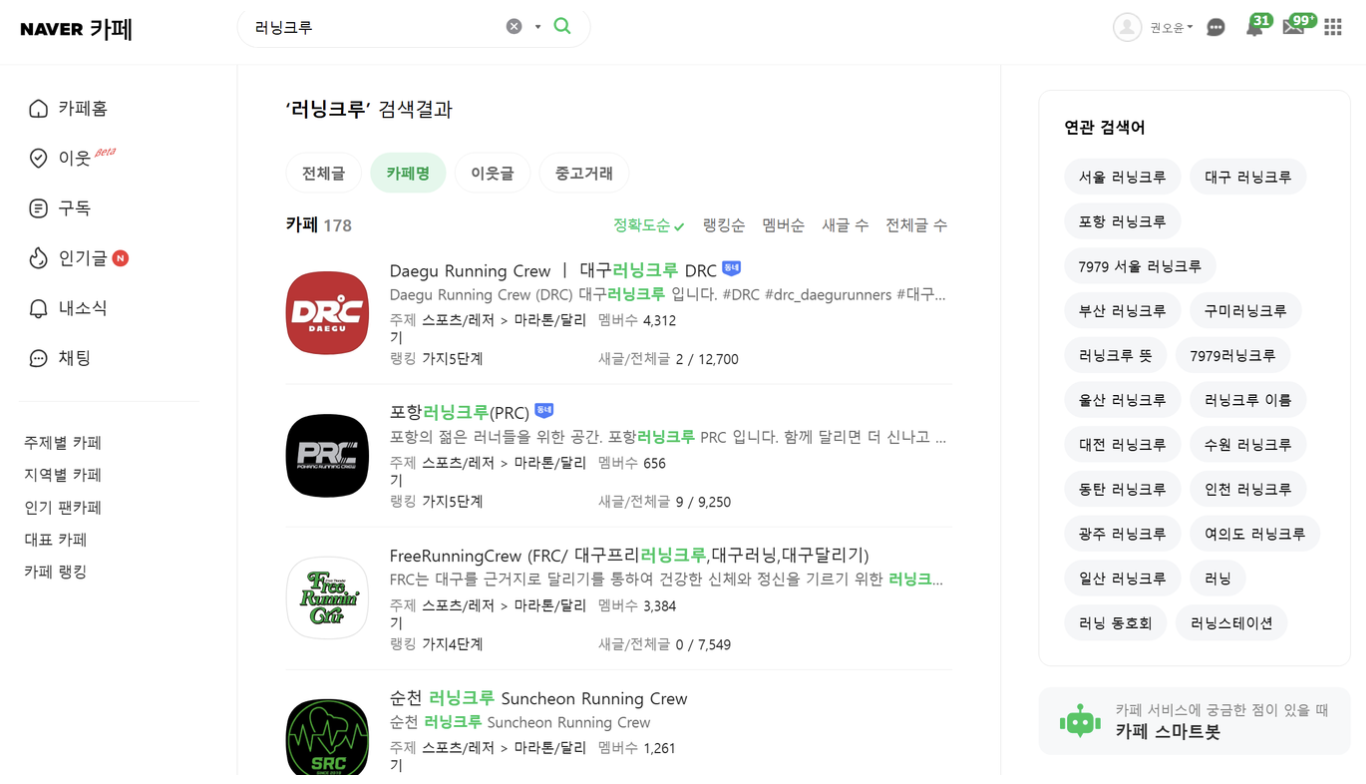 NAVER 카페
러닝크루
권오윤
31
99+
카페홈
이웃 Beta
구독
인기글 N
내소식
채팅
주제별 카페
지역별 카페
인기 팬카페
대표 카페
카페 랭킹
‘러닝크루’ 검색결과
전체글 카페명 이웃글 중고거래
카페 178
정확도순 랭킹순 멤버순 새글 수 전체글 수
DRC
DAEGU
Daegu Running Crew ㅣ 대구러닝크루 DRC 동네
Daegu Running Crew (DRC) 대구러닝크루 입니다. #DRC #drc_daegurunners #대구...
주제 스포츠/레저 > 마라톤/달리기 멤버수 4,312
랭킹 가지5단계 새글/전체글 2 / 12,700
PRC
POHANG RUNNING CREW
포항러닝크루(PRC) 동네
포항의 젊은 러너들을 위한 공간. 포항러닝크루 PRC 입니다. 함께 달리면 더 신나고 ...
주제 스포츠/레저 > 마라톤/달리기 멤버수 656
랭킹 가지5단계 새글/전체글 9 / 9,250
Free
Runnin'
Crew
FreeRunningCrew (FRC/ 대구프리러닝크루,대구러닝,대구달리기)
FRC는 대구를 근거지로 달리기를 통하여 건강한 신체와 정신을 기르기 위한 러닝크...
주제 스포츠/레저 > 마라톤/달리기 멤버수 3,384
랭킹 가지4단계 새글/전체글 0 / 7,549
SRC
순천 러닝크루 Suncheon Running Crew
순천 러닝크루 Suncheon Running Crew
주제 스포츠/레저 > 마라톤/달리기 멤버수 1,261
연관 검색어
서울 러닝크루 대구 러닝크루
포항 러닝크루
7979 서울 러닝크루
부산 러닝크루 구미러닝크루
러닝크루 뜻 7979러닝크루
울산 러닝크루 러닝크루 이름
대전 러닝크루 수원 러닝크루
동탄 러닝크루 인천 러닝크루
광주 러닝크루 여의도 러닝크루
일산 러닝크루 러닝
러닝 동호회 러닝스테이션
카페 서비스에 궁금한 점이 있을 때
카페 스마트봇